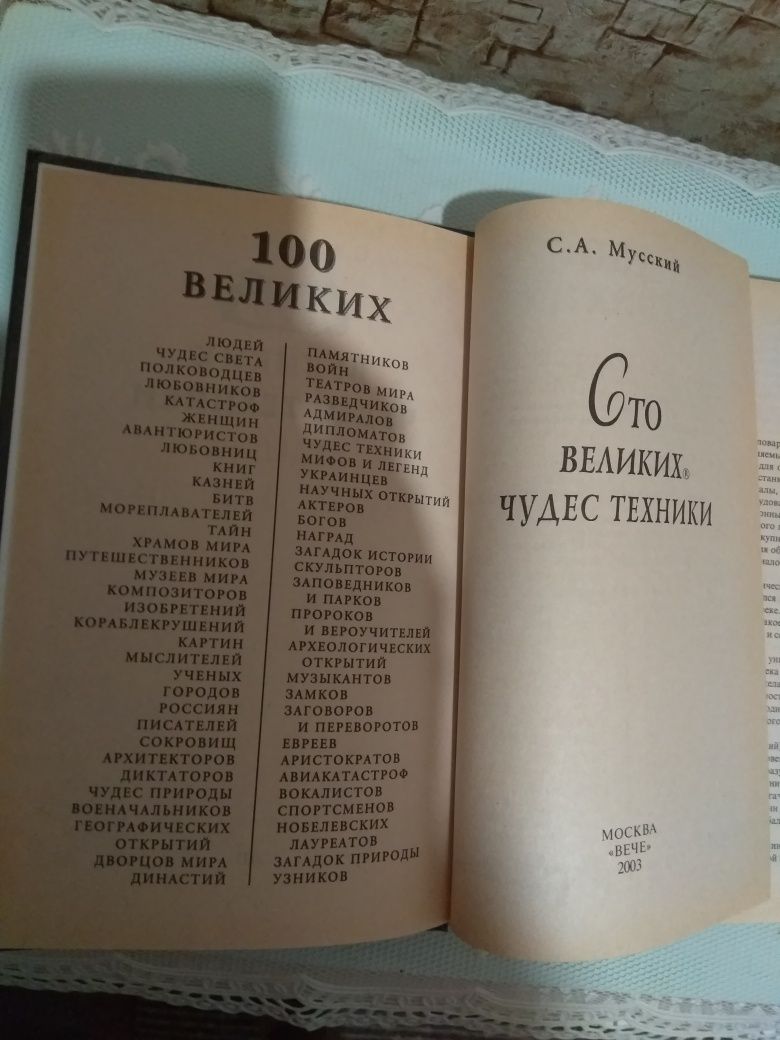 100
ВЕЛИКИХ
ЛЮДЕЙ
ЧУДЕС СВЕТА
ПОЛКОВОДЦЕВ
ЛЮБОВНИКОВ
КАТАСТРОФ
ЖЕНЩИН
АВАНТЮРИСТОВ
ЛЮБОВНИЦ
КНИГ
КАЗНЕЙ
БИТВ
МОРЕПЛАВАТЕЛЕЙ
ТАЙН
ХРАМОВ МИРА
ПУТЕШЕСТВЕННИКОВ
МУЗЕЕВ МИРА
КОМПОЗИТОРОВ
ИЗОБРЕТЕНИЙ
КОРАБЛЕКРУШЕНИЙ
КАРТИН
МЫСЛИТЕЛЕЙ
УЧЕНЫХ
ГОРОДОВ
РОССИЯН
ПИСАТЕЛЕЙ
СОКРОВИЩ
АРХИТЕКТОРОВ
ДИКТАТОРОВ
ЧУДЕС ПРИРОДЫ
ВОЕНАЧАЛЬНИКОВ
ГЕОГРАФИЧЕСКИХ
ОТКРЫТИЙ
ДВОРЦОВ МИРА
ДИНАСТИЙ
ПАМЯТНИКОВ
ВОЙН
ТЕАТРОВ МИРА
РАЗВЕДЧИКОВ
АДМИРАЛОВ
ДИПЛОМАТОВ
ЧУДЕС ТЕХНИКИ
МИФОВ И ЛЕГЕНД
УКРАИНЦЕВ
НАУЧНЫХ ОТКРЫТИЙ
АКТЕРОВ
БОГОВ
НАГРАД
ЗАГАДОК ИСТОРИИ
СКУЛЬПТОРОВ
ЗАПОВЕДНИКОВ
И ПАРКОВ
ПРОРОКОВ
И ВЕРОУЧИТЕЛЕЙ
АРХЕОЛОГИЧЕСКИХ
ОТКРЫТИЙ
МУЗЫКАНТОВ
ЗАМКОВ
ЗАГОВОРОВ
И ПЕРЕВОРОТОВ
ЕВРЕЕВ
АРИСТОКРАТОВ
АВИАКАТАСТРОФ
ВОКАЛИСТОВ
СПОРТСМЕНОВ
НОБЕЛЕВСКИХ
ЛАУРЕАТОВ
ЗАГАДОК ПРИРОДЫ
УЗНИКОВ
С.А. Мусский
Сто
ВЕЛИКИХ®
ЧУДЕС ТЕХНИКИ
МОСКВА
«ВЕЧЕ»
2003